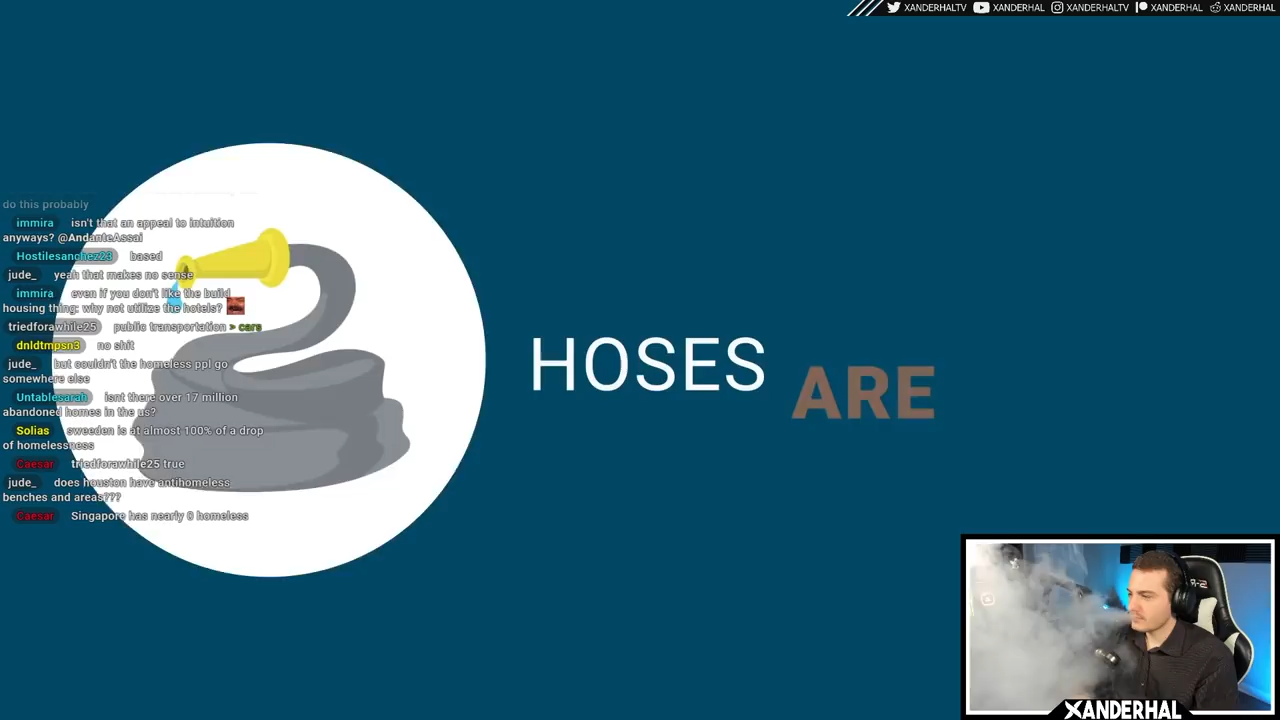 XANDERHALTV XANDERHAL XANDERHALTV XANDERHAL XANDERHAL
do this probably
immira isn't that an appeal to intuition
anyways? @AndanteAssai
Hostilesanchez23 based
jude_ yeah that makes no sense
immira even if you don't like the build
housing thing: why not utilize the hotels?
triedforawhile25 public transportation > cars
dnldtmpsn3 no shit
jude_ but couldn't the homeless ppl go
somewhere else
Untablesarah isnt there over 17 million
abandoned homes in the us?
Solias sweeden is at almost 100% of a drop
of homelessness
Caesar triedforawhile25 true
jude_ does houston have antihomeless
benches and areas???
Caesar Singapore has nearly 0 homeless
HOSES ARE
XANDERHAL